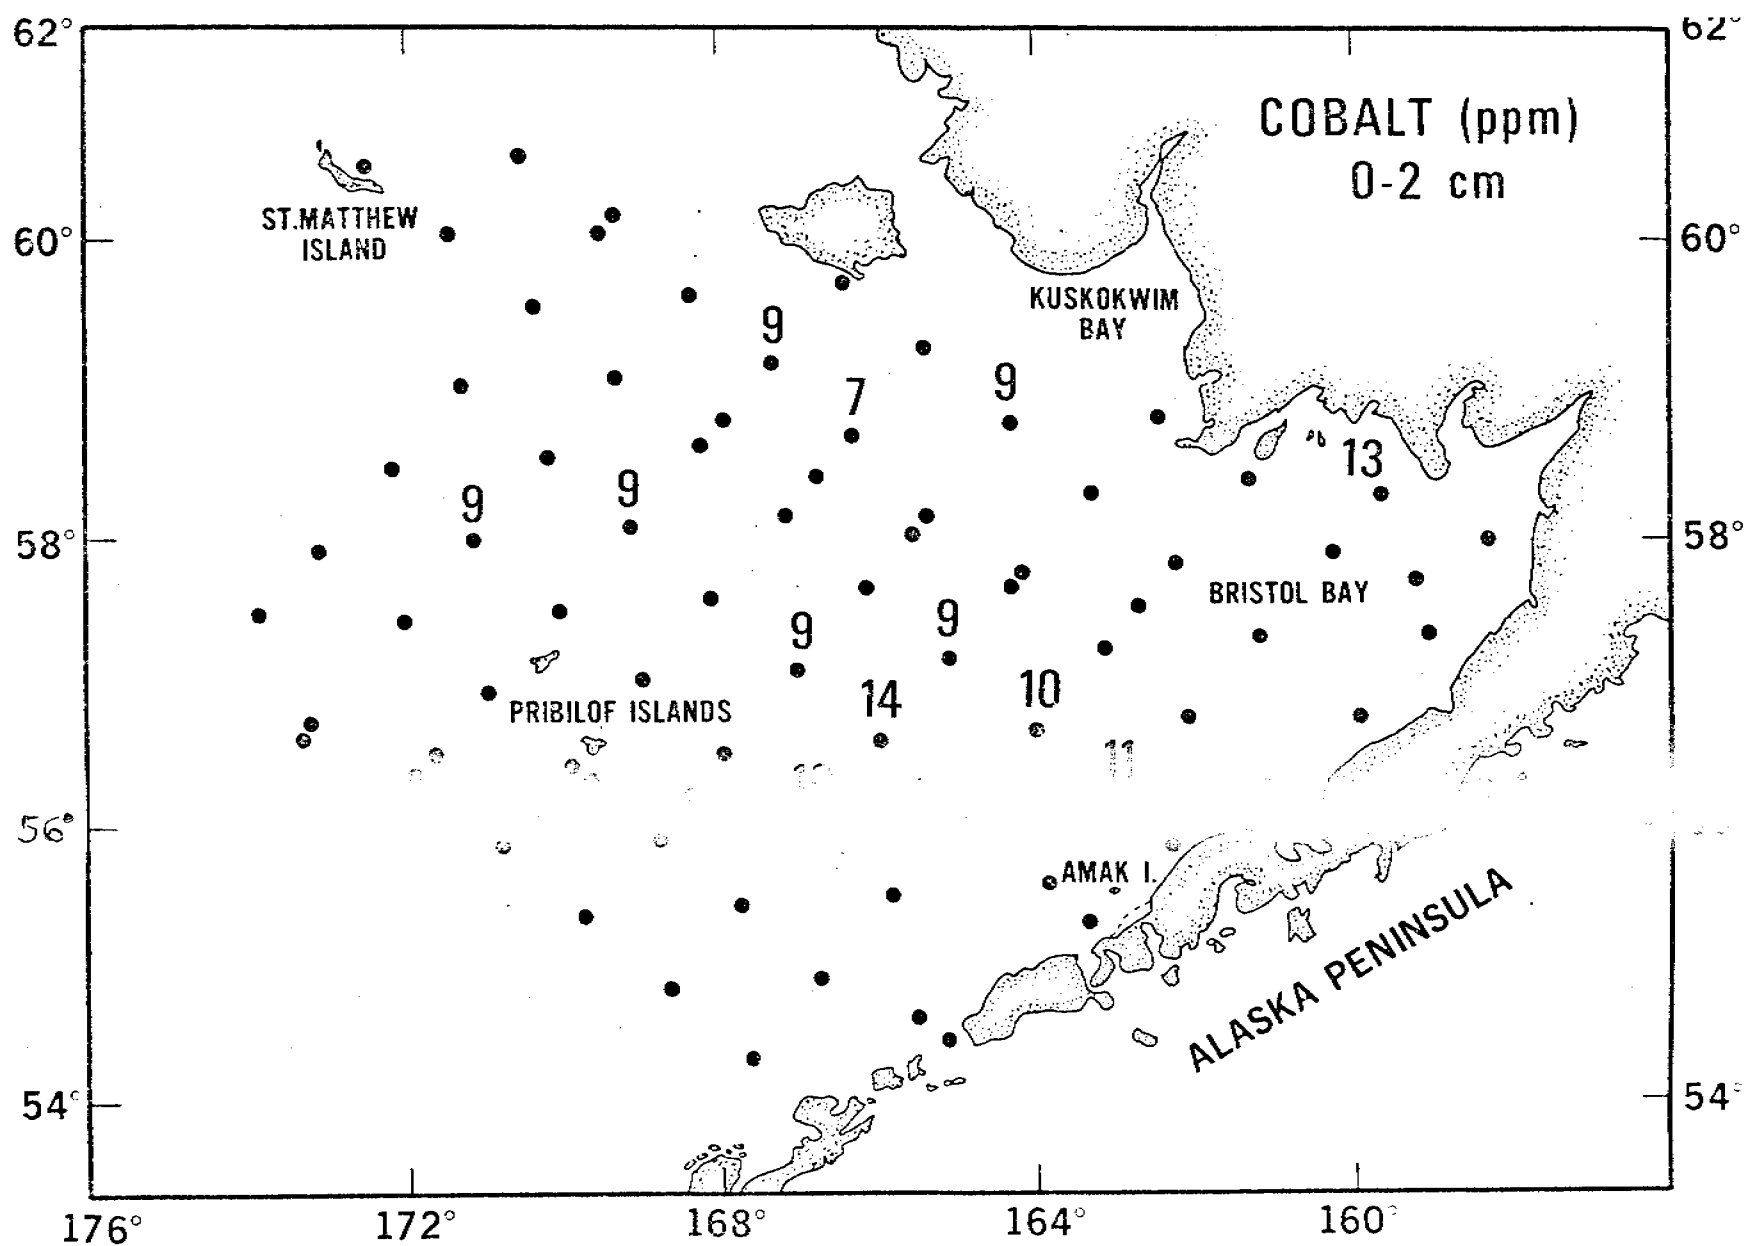 62°
62°
COBALT (ppm)
0-2 cm
ST.MATTHEW
ISLAND
60°
60°
KUSKOKWIM
BAY
9
7
9
13
9
9
58°
58°
BRISTOL BAY
9
9
14
10
PRIBILOF ISLANDS
11
56°
AMAK I.
ALASKA PENINSULA
54°
54°
176°
172°
168°
164°
160°